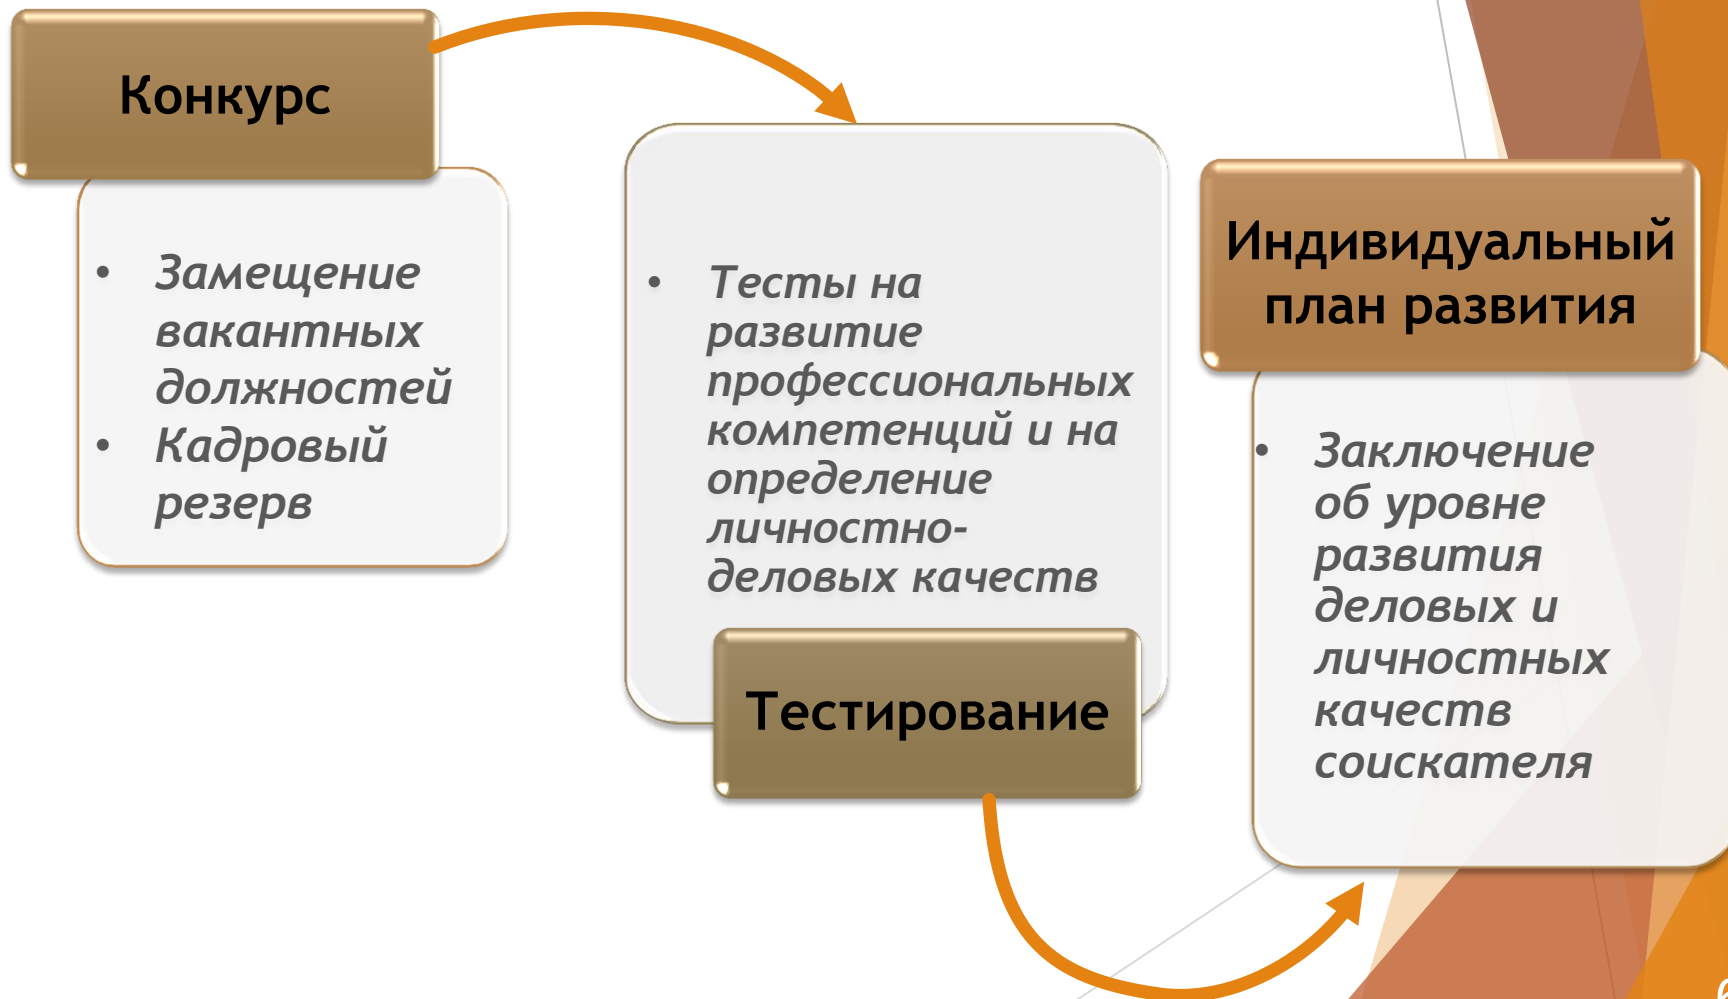 Конкурс
• Замещение
вакантных
должностей
• Кадровый
резерв
• Тесты на
развитие
профессиональных
компетенций и на
определение
личностно-
деловых качеств
Тестирование
Индивидуальный
план развития
• Заключение
об уровне
развития
деловых и
личностных
качеств
соискателя